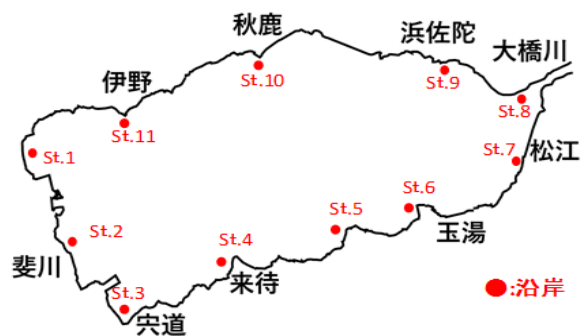 秋鹿
浜佐陀
大橋川
伊野
St.10
St.9
St.8
St.11
St.1
St.7
松江
St.6
St.5
玉湯
St.2
St.4
斐川
来待
St.3
宍道
●:沿岸